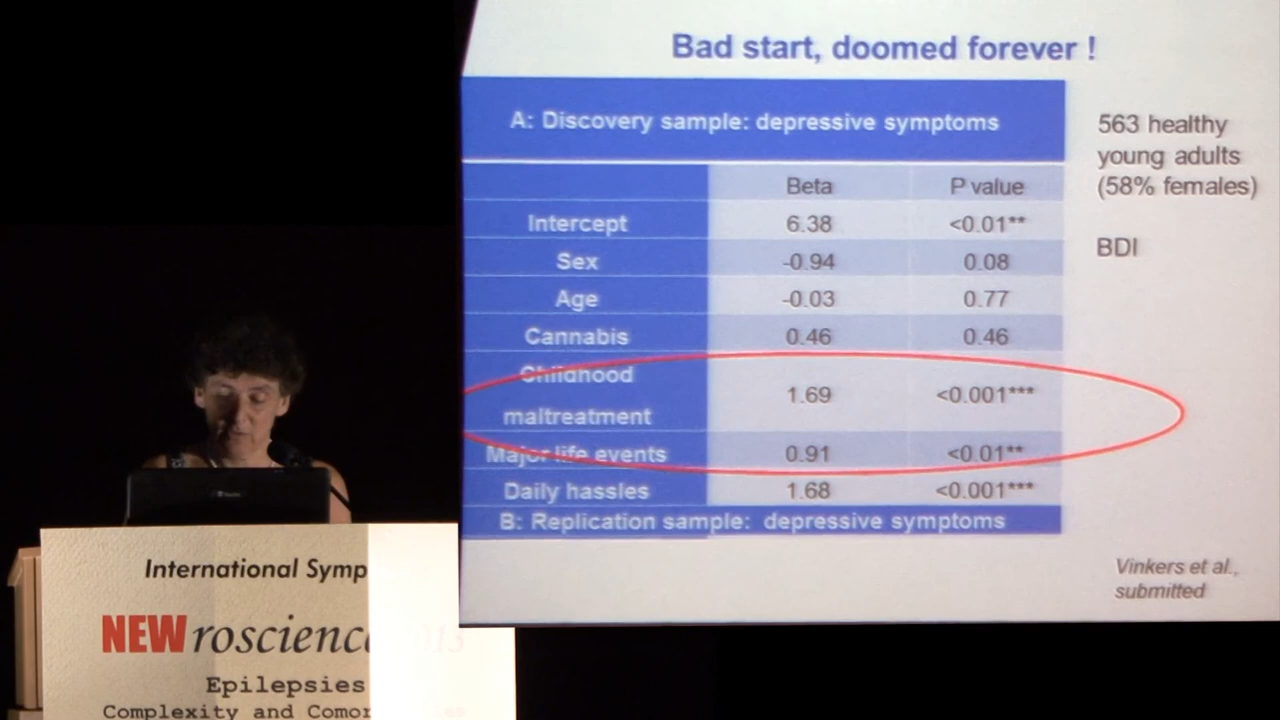 Bad start, doomed forever !
A: Discovery sample: depressive symptoms
Beta P value
Intercept 6.38 <0.01**
Sex -0.94 0.08
Age -0.03 0.77
Cannabis 0.46 0.46
Childhood
maltreatment 1.69 <0.001***
Major life events 0.91 <0.01**
Daily hassles 1.68 <0.001***
B: Replication sample: depressive symptoms
563 healthy
young adults
(58% females)
BDI
Vinkers et al.,
submitted
International Symp
NEWroscience
Epilepsies
Complexity and Comor